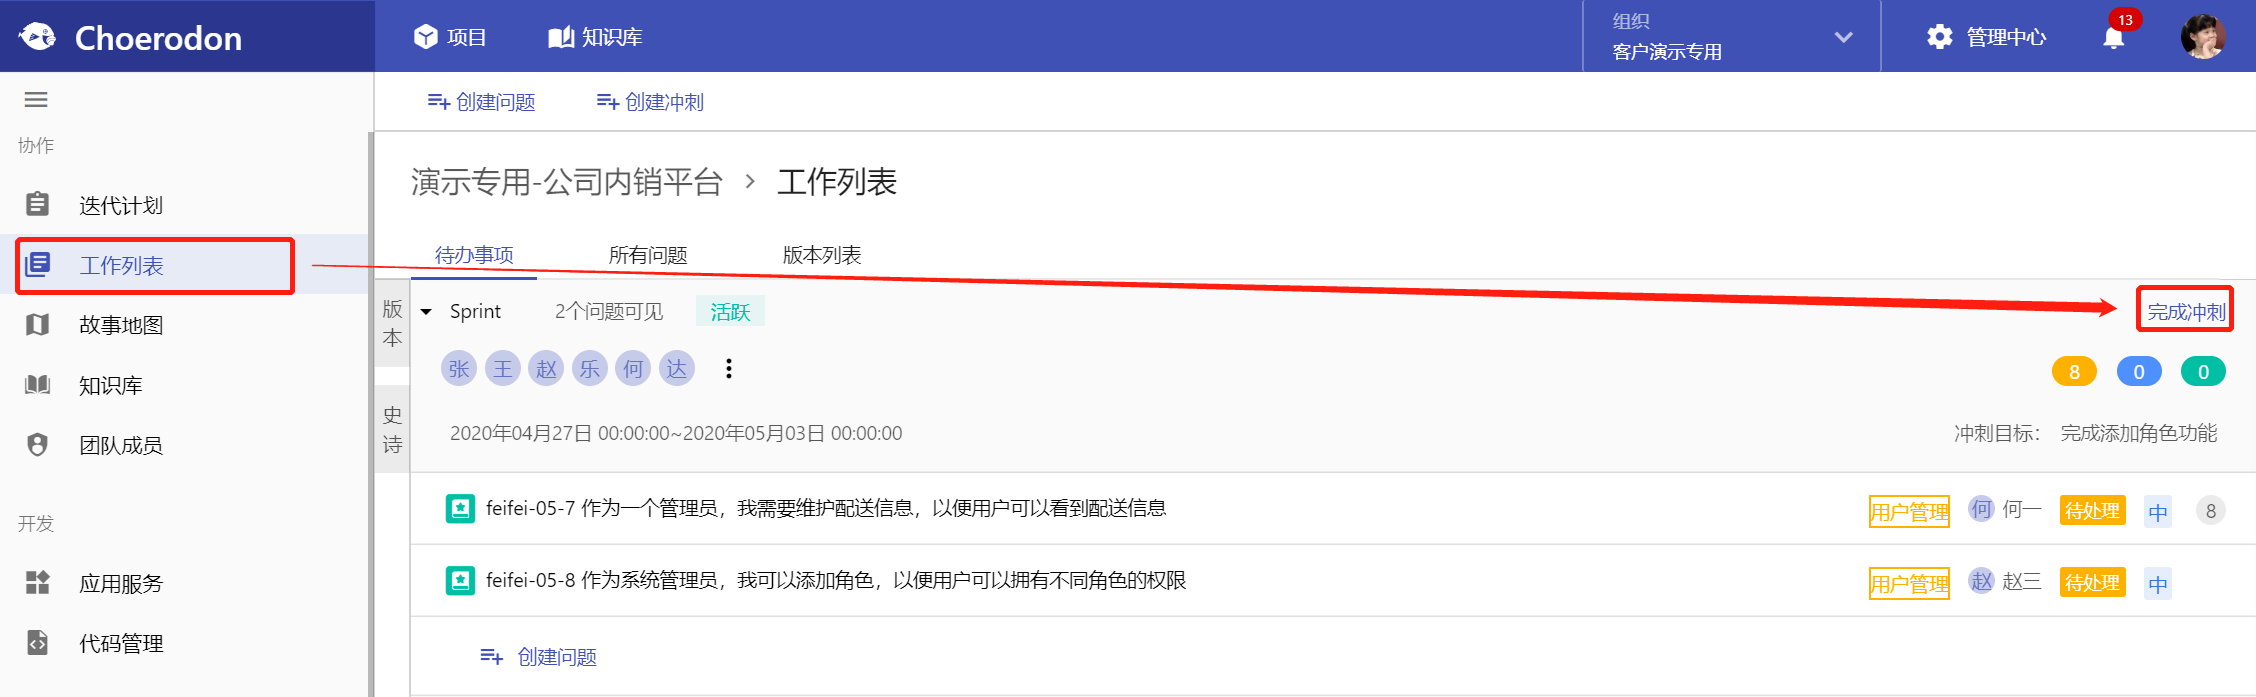 Choerodon
项目
知识库
组织
客户演示专用
管理中心
13
创建问题
创建冲刺
协作
迭代计划
工作列表
故事地图
知识库
团队成员
开发
应用服务
代码管理
演示专用-公司内销平台 › 工作列表
待办事项
所有问题
版本列表
版本
史诗
Sprint 2个问题可见 活跃
完成冲刺
张 王 赵 乐 何 达
8 0 0
2020年04月27日 00:00:00~2020年05月03日 00:00:00
冲刺目标： 完成添加角色功能
feifei-05-7 作为一个管理员，我需要维护配送信息，以便用户可以看到配送信息
用户管理 何 何一 待处理 中 8
feifei-05-8 作为系统管理员，我可以添加角色，以便用户可以拥有不同角色的权限
用户管理 赵 赵三 待处理 中
创建问题